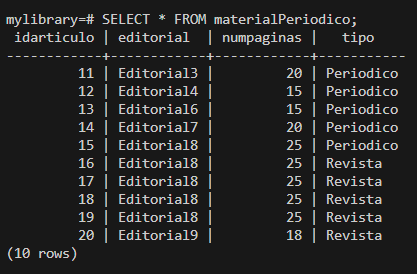 mylibrary=# SELECT * FROM materialPeriodico;
 idarticulo | editorial  | numpaginas |   tipo
------------+------------+------------+-----------
         11 | Editorial3 |         20 | Periodico
         12 | Editorial4 |         15 | Periodico
         13 | Editorial6 |         15 | Periodico
         14 | Editorial7 |         20 | Periodico
         15 | Editorial8 |         25 | Periodico
         16 | Editorial8 |         25 | Revista
         17 | Editorial8 |         25 | Revista
         18 | Editorial8 |         25 | Revista
         19 | Editorial8 |         25 | Revista
         20 | Editorial9 |         18 | Revista
(10 rows)